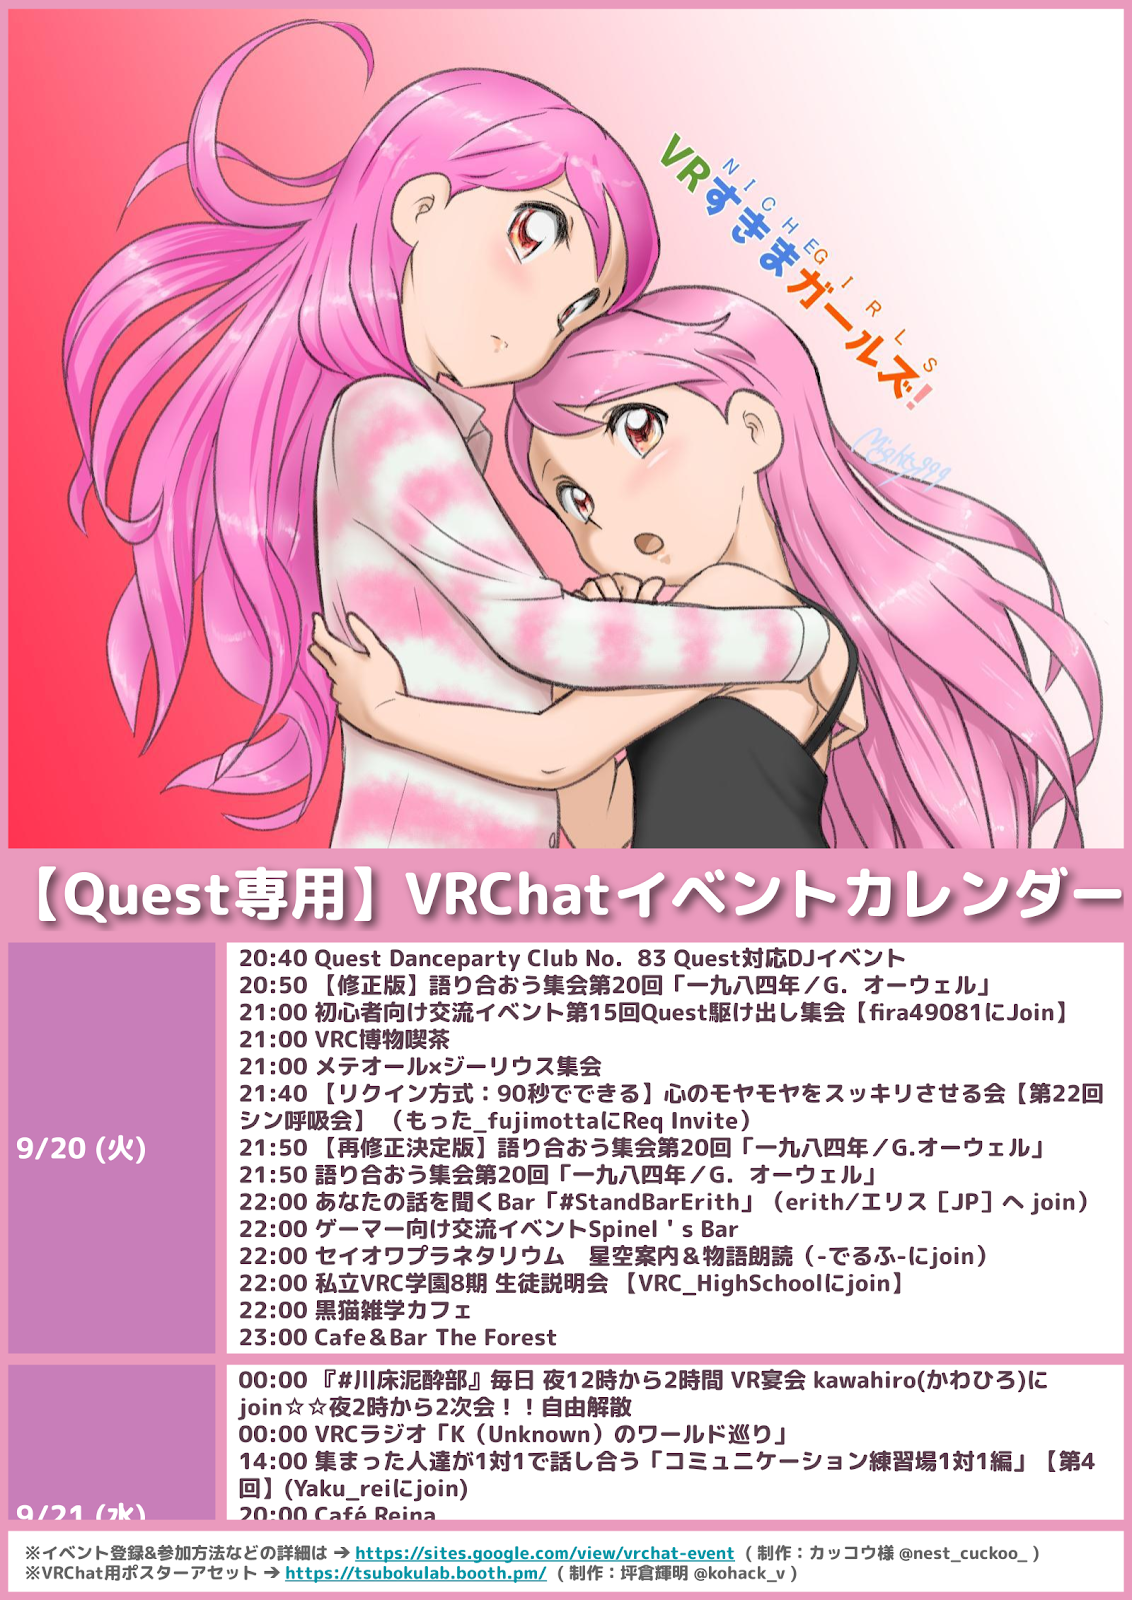 NICHE GIRLS
VRすきまガールズ!
Mighty999
【Quest専用】VRChatイベントカレンダー
9/20 (火)
20:40 Quest Danceparty Club No．83 Quest対応DJイベント
20:50 【修正版】語り合おう集会第20回「一九八四年／G．オーウェル」
21:00 初心者向け交流イベント第15回Quest駆け出し集会【fira49081にJoin】
21:00 VRC博物喫茶
21:00 メテオール×ジーリウス集会
21:40 【リクイン方式：90秒でできる】心のモヤモヤをスッキリさせる会【第22回
シン呼吸会】（もった_fujimottaにReq Invite）
21:50 【再修正決定版】語り合おう集会第20回「一九八四年／G.オーウェル」
21:50 語り合おう集会第20回「一九八四年／G．オーウェル」
22:00 あなたの話を聞くBar「#StandBarErith」（erith/エリス［JP］へ join）
22:00 ゲーマー向け交流イベントSpinel＇s Bar
22:00 セイオワプラネタリウム　星空案内＆物語朗読（-でるふ-にjoin）
22:00 私立VRC学園8期 生徒説明会 【VRC_HighSchoolにjoin】
22:00 黒猫雑学カフェ
23:00 Cafe＆Bar The Forest
9/21 (水)
00:00 『#川床泥酔部』毎日 夜12時から2時間 VR宴会 kawahiro(かわひろ)に
join☆☆夜2時から2次会！！自由解散
00:00 VRCラジオ「K（Unknown）のワールド巡り」
14:00 集まった人達が1対1で話し合う「コミュニケーション練習場1対1編」【第4
回】(Yaku_reiにjoin)
20:00 Café Reina
※イベント登録&参加方法などの詳細は → https://sites.google.com/view/vrchat-event （ 制作：カッコウ様 @nest_cuckoo_ ）
※VRChat用ポスターアセット → https://tsubokulab.booth.pm/ （ 制作：坪倉輝明 @kohack_v ）